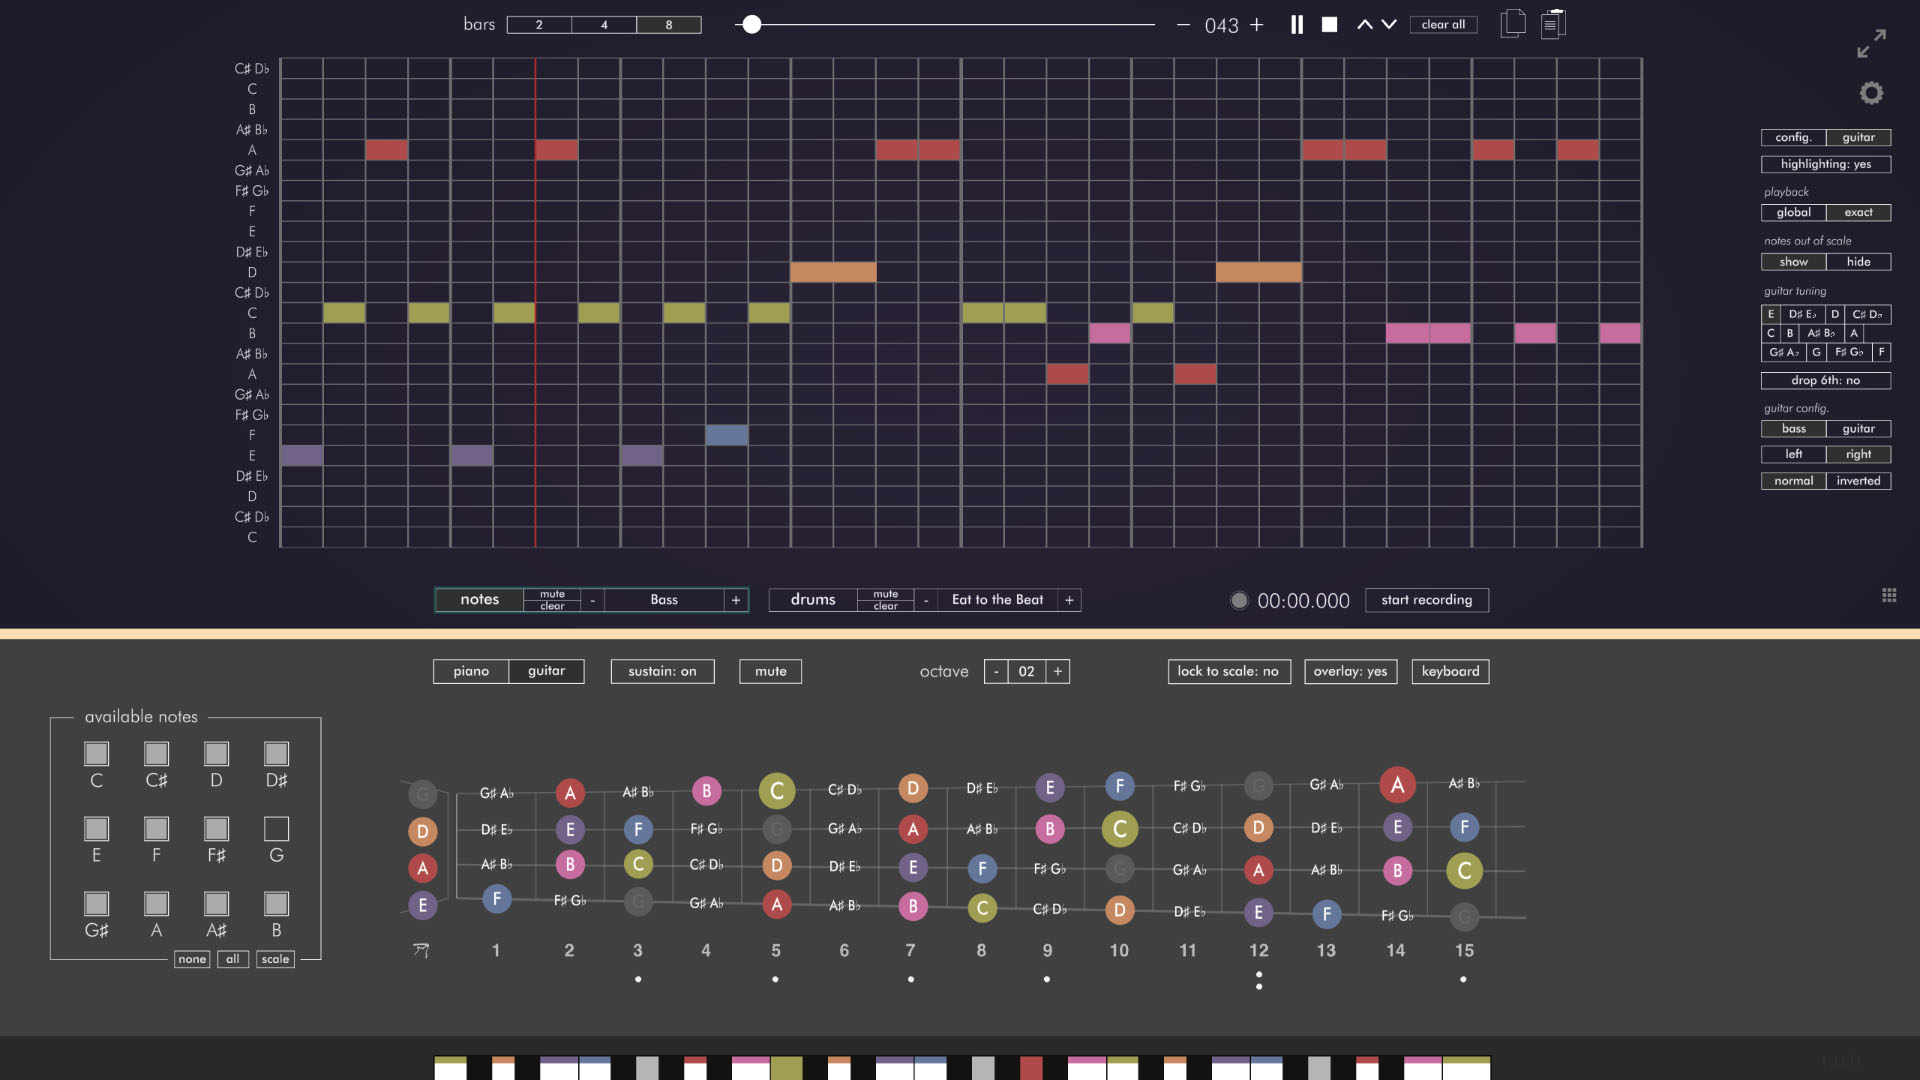 bars 2 4 8 − 043 + clear all
C♯ D♭
C
B
A♯ B♭
A
G♯ A♭
F♯ G♭
F
E
D♯ E♭
D
C♯ D♭
C
B
A♯ B♭
A
G♯ A♭
F♯ G♭
F
E
D♯ E♭
D
C♯ D♭
C
config. guitar
highlighting: yes
playback
global exact
notes out of scale
show hide
guitar tuning
E D♯ E♭ D C♯ D♭
C B A♯ B♭ A
G♯ A♭ G F♯ G♭ F
drop 6th: no
guitar config.
bass guitar
left right
normal inverted
notes mute clear - Bass + drums mute clear - Eat to the Beat + 00:00.000 start recording
piano guitar sustain: on mute octave - 02 + lock to scale: no overlay: yes keyboard
available notes
C C♯ D D♯
E F F♯ G
G♯ A A♯ B
none all scale
G G♯ A♭ A A♯ B♭ B C C♯ D♭ D D♯ E♭ E F F♯ G♭ G G♯ A♭ A A♯ B♭
D D♯ E♭ E F F♯ G♭ G G♯ A♭ A A♯ B♭ B C C♯ D♭ D D♯ E♭ E F
A A♯ B♭ B C C♯ D♭ D D♯ E♭ E F F♯ G♭ G G♯ A♭ A A♯ B♭ B C
E F F♯ G♭ G G♯ A♭ A A♯ B♭ B C C♯ D♭ D D♯ E♭ E F F♯ G♭ G
1 2 3 4 5 6 7 8 9 10 11 12 13 14 15